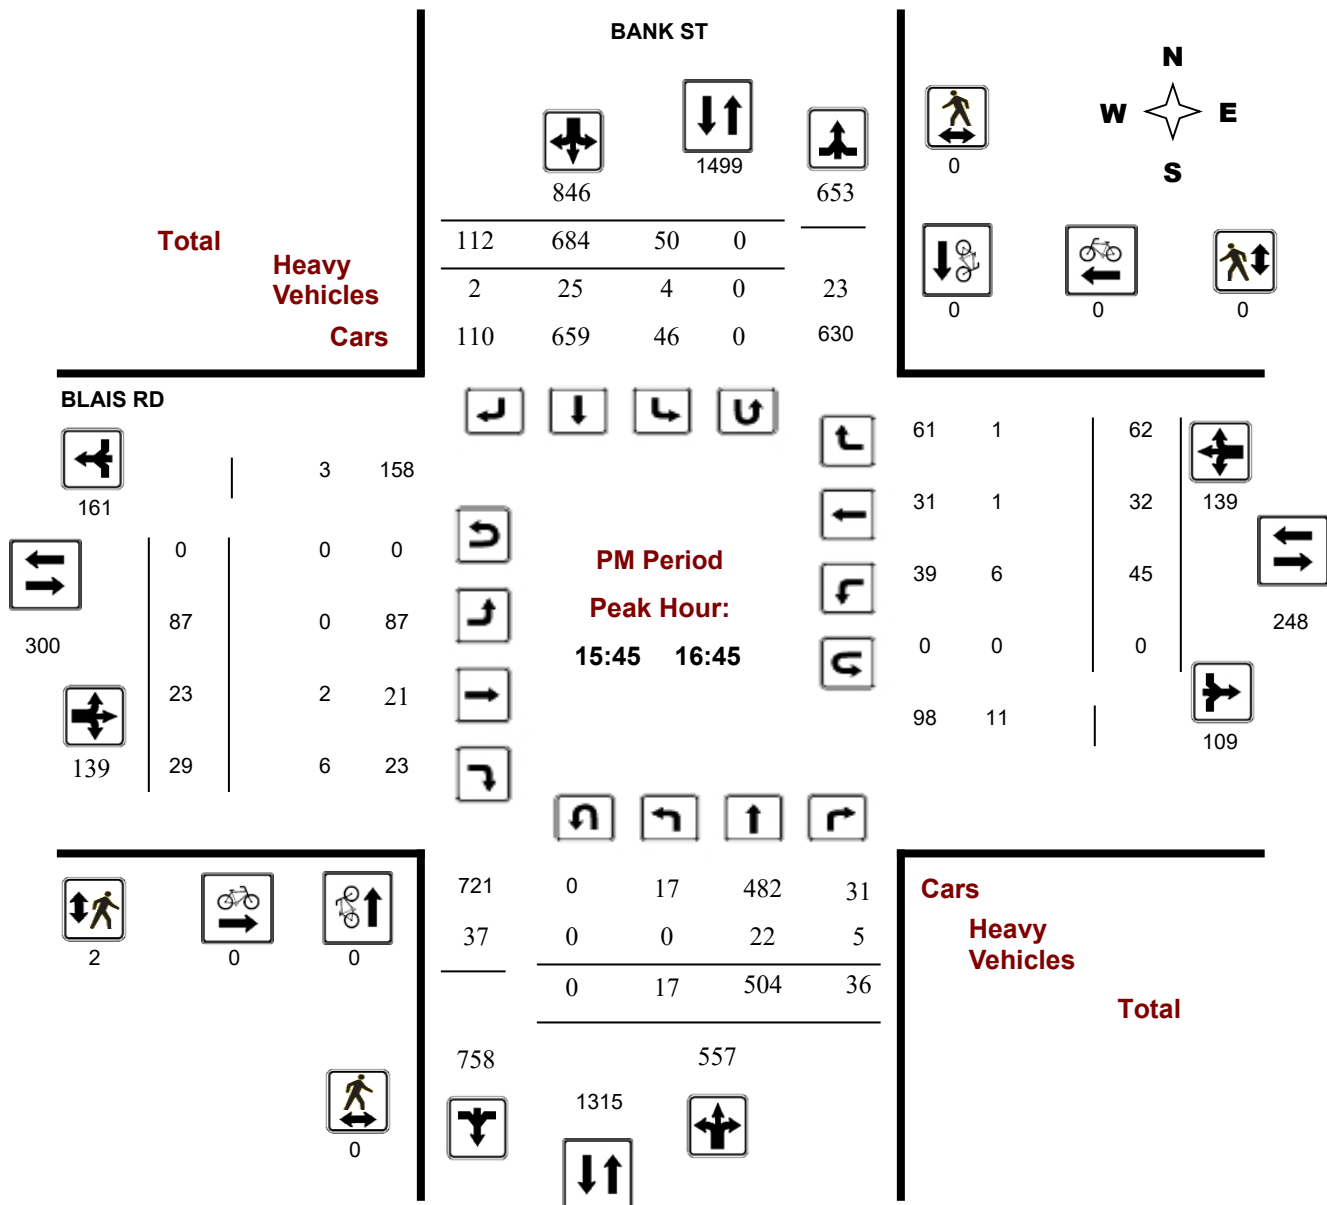 BANK ST
N
W E
S
1499
846 653
0
Total
112 684 50 0
Heavy
Vehicles
2 25 4 0 23
Cars
110 659 46 0 630
0 0 0
BLAIS RD
61 1 62
3 158
161
31 1 32 139
0 0 0
PM Period
39 6 45
Peak Hour:
87 0 87
248
300
15:45 16:45
0 0 0
23 2 21
98 11
109
139 29 6 23
721 0 17 482 31
Cars
37 0 0 22 5
Heavy
Vehicles
2 0 0
0 17 504 36
Total
758 557
1315
0